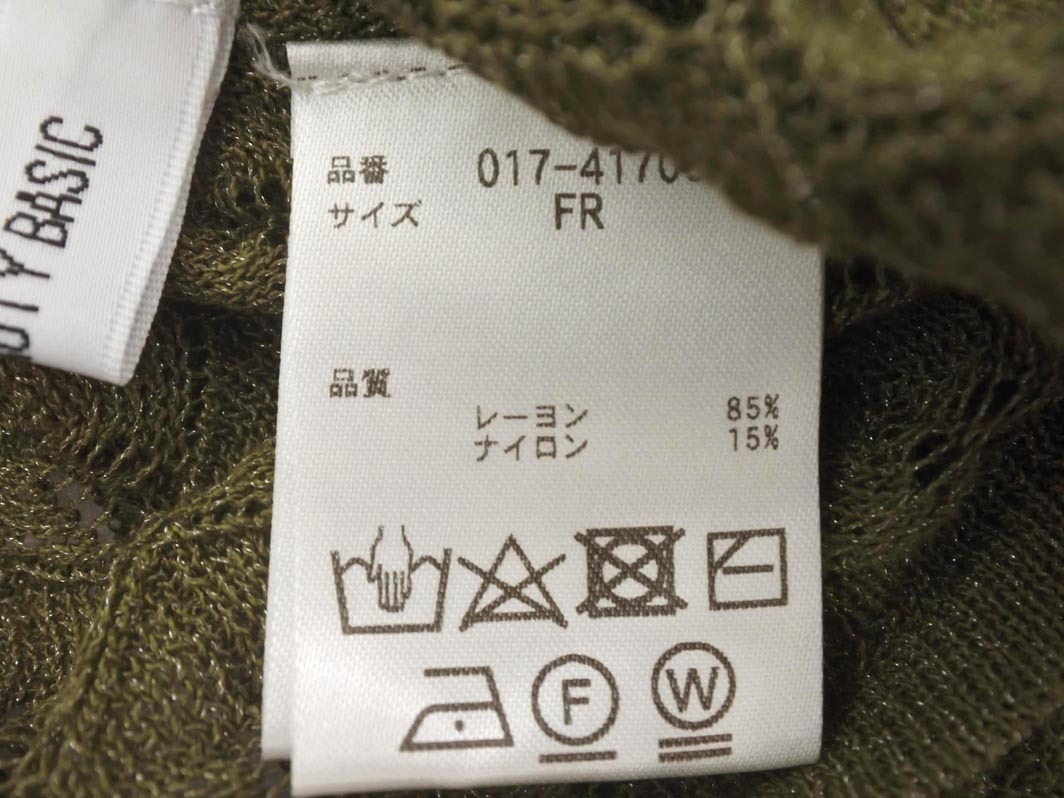 BASIC
品番 017-4170
サイズ FR
品質
レーヨン 85%
ナイロン 15%
F
W